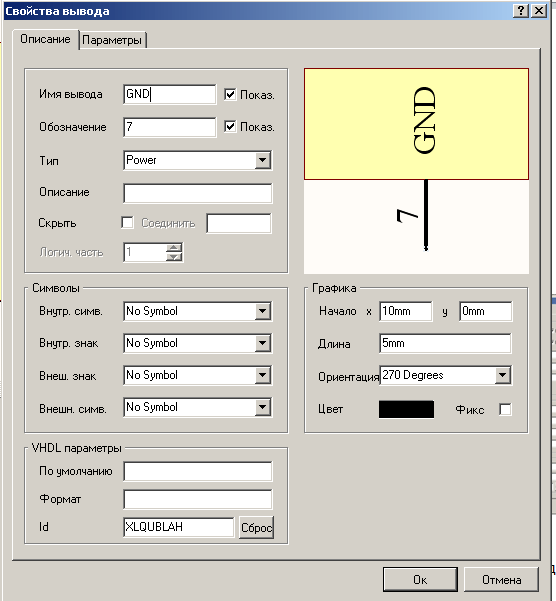 Свойства вывода
Описание Параметры
Имя вывода GND Показ.
Обозначение 7 Показ.
Тип Power
Описание
Скрыть Соединить
Логич. часть 1
GND
7
Символы
Внутр. симв. No Symbol
Внутр. знак No Symbol
Внеш. знак No Symbol
Внешн. симв. No Symbol
Графика
Начало x 10mm y 0mm
Длина 5mm
Ориентация 270 Degrees
Цвет Фикс
VHDL параметры
По умолчанию
Формат
Id XLQUBLAH Сброс
Ок Отмена